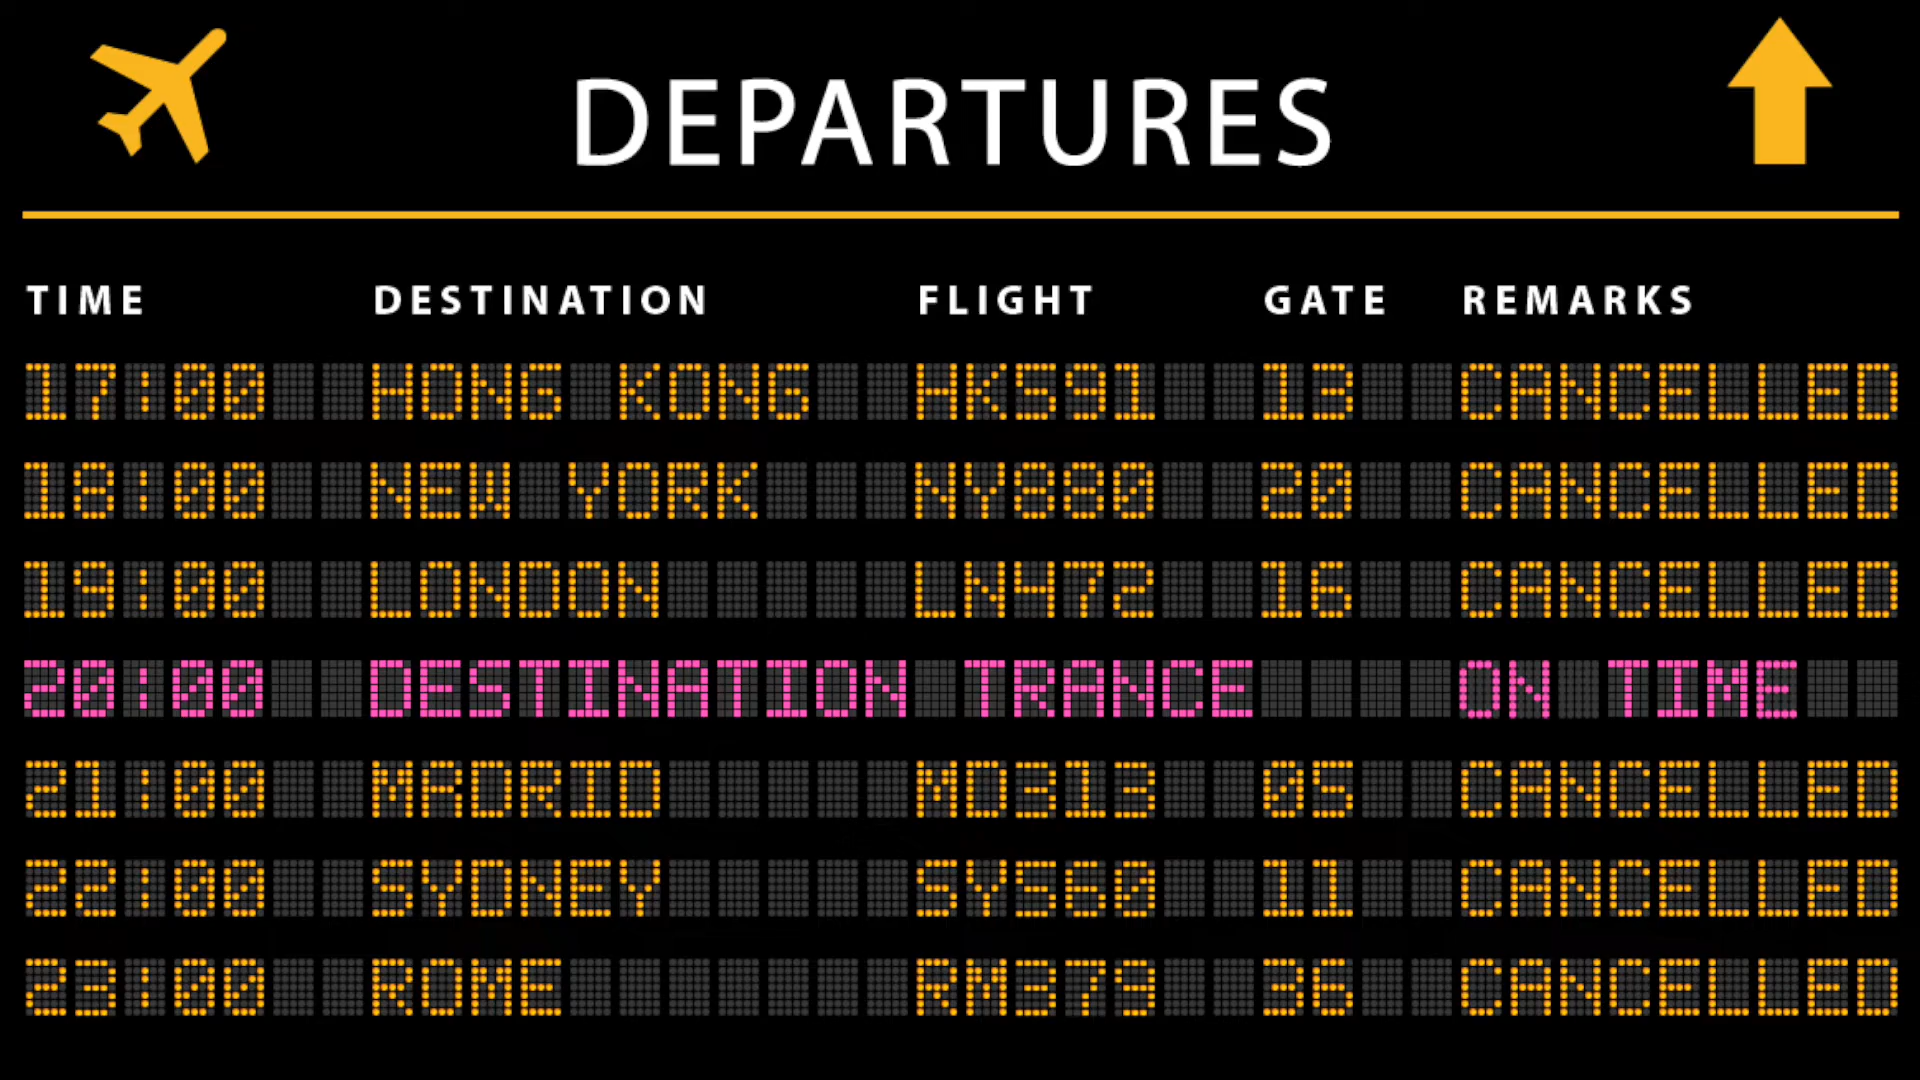 DEPARTURES
TIME DESTINATION FLIGHT GATE REMARKS
17:00 HONG KONG HK591 13 CANCELLED
18:00 NEW YORK NY880 20 CANCELLED
19:00 LONDON LN472 16 CANCELLED
20:00 DESTINATION TRANCE ON TIME
21:00 MADRID MD313 05 CANCELLED
22:00 SYDNEY SY560 11 CANCELLED
23:00 ROME RM379 36 CANCELLED